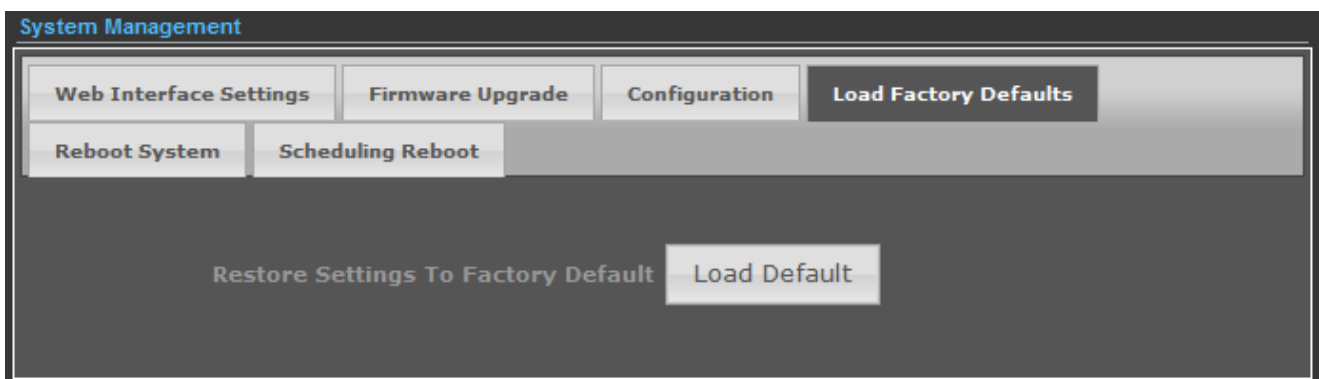 System Management
Web Interface Settings Firmware Upgrade Configuration Load Factory Defaults
Reboot System Scheduling Reboot
Restore Settings To Factory Default Load Default